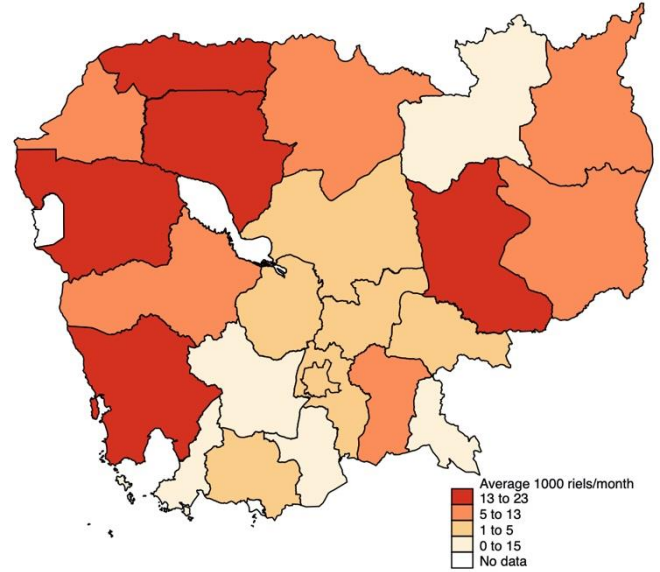 Average 1000 riels/month
13 to 23
5 to 13
1 to 5
0 to 15
No data